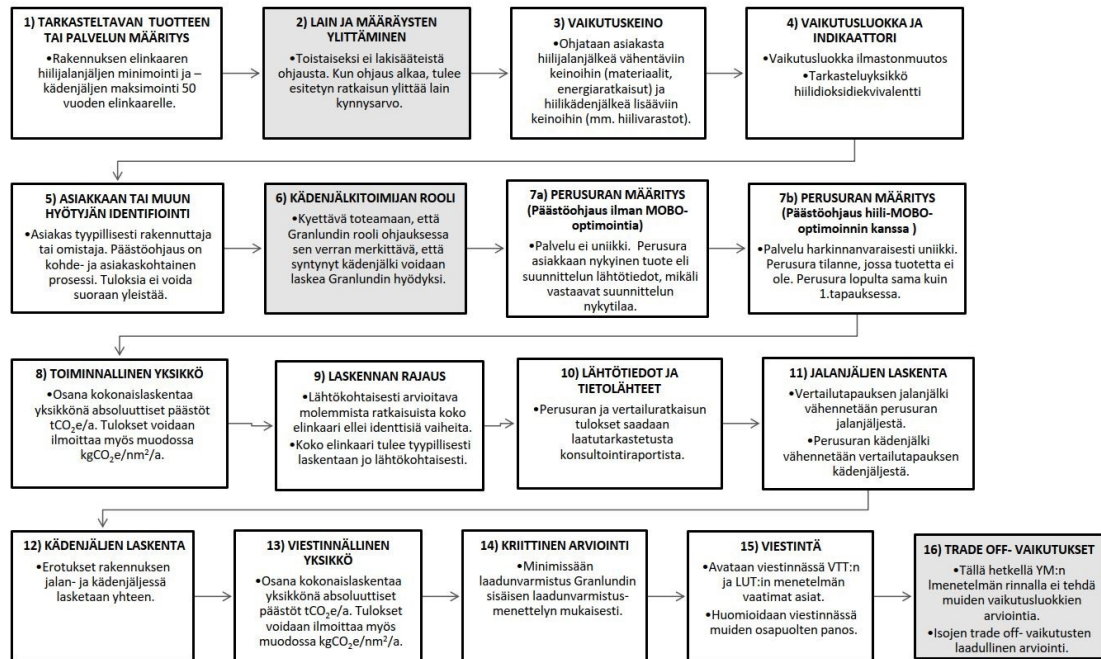 1) TARKASTELTAVAN TUOTTEEN
TAI PALVELUN MÄÄRITYS
•Rakennuksen elinkaaren
hiilijalanjäljen minimointi ja –
kädenjäljen maksimointi 50
vuoden elinkaarelle.
2) LAIN JA MÄÄRÄYSTEN
YLITTÄMINEN
•Toistaiseksi ei lakisääteistä
ohjausta. Kun ohjaus alkaa, tulee
esitetyn ratkaisun ylittää lain
kynnysarvo.
3) VAIKUTUSKEINO
•Ohjataan asiakasta
hiilijalanjälkeä vähentäviin
keinoihin (materiaalit,
energiaratkaisut) ja
hiilikädenjälkeä lisääviin
keinoihin (mm. hiilivarastot).
4) VAIKUTUSLUOKKA JA
INDIKAATTORI
•Vaikutusluokka ilmastonmuutos
•Tarkasteluyksikkö
hiilidioksidiekvivalentti
5) ASIAKKAAN TAI MUUN
HYÖTYJÄN IDENTIFIOINTI
•Asiakas tyypillisesti rakennuttaja
tai omistaja. Päästöohjaus on
kohde- ja asiakaskohtainen
prosessi. Tuloksia ei voida
suoraan yleistää.
6) KÄDENJÄLKITOIMIJAN ROOLI
•Kyettävä toteamaan, että
Granlundin rooli ohjauksessa
sen verran merkittävä, että
syntynyt kädenjälki voidaan
laskea Granlundin hyödyksi.
7a) PERUSURAN MÄÄRITYS
(Päästöohjaus ilman MOBO-
optimointia)
•Palvelu ei uniikki. Perusura
asiakkaan nykyinen tuote eli
suunnittelun lähtötiedot, mikäli
vastaavat suunnittelun
nykytilaa.
7b) PERUSURAN MÄÄRITYS
(Päästöohjaus hiili-MOBO-
optimoinnin kanssa )
•Palvelu harkinnanvaraisesti uniikki.
Perusura tilanne, jossa tuotetta ei
ole. Perusura lopulta sama kuin
1.tapauksessa.
8) TOIMINNALLINEN YKSIKKÖ
•Osana kokonaislaskentaa
yksikkönä absoluuttiset päästöt
tCO₂e/a. Tulokset voidaan
ilmoittaa myös muodossa
kgCO₂e/nm²/a.
9) LASKENNAN RAJAUS
•Lähtökohtaisesti arvioitava
molemmista ratkaisuista koko
elinkaari ellei identtisiä vaiheita.
•Koko elinkaari tulee tyypillisesti
laskentaan jo lähtökohtaisesti.
10) LÄHTÖTIEDOT JA
TIETOLÄHTEET
•Perusuran ja vertailuratkaisun
tulokset saadaan
laatutarkastetusta
konsultointiraportista.
11) JALANJÄLJEN LASKENTA
•Vertailutapauksen jalanjälki
vähennetään perusuran
jalanjäljestä.
•Perusuran kädenjälki
vähennetään vertailutapauksen
kädenjäljestä.
12) KÄDENJÄLJEN LASKENTA
•Erotukset rakennuksen
jalan- ja kädenjäljessä
lasketaan yhteen.
13) VIESTINNÄLLINEN
YKSIKKÖ
•Osana kokonaislaskentaa
yksikkönä absoluuttiset
päästöt tCO₂e/a. Tulokset
voidaan ilmoittaa myös
muodossa kgCO₂e/nm²/a.
14) KRIITTINEN ARVIOINTI
•Minimissään
laadunvarmistus Granlundin
sisäisen laadunvarmistus-
menettelyn mukaisesti.
15) VIESTINTÄ
•Avataan viestinnässä VTT:n
ja LUT:in menetelmän
vaatimat asiat.
•Huomioidaan viestinnässä
muiden osapuolten panos.
16) TRADE OFF- VAIKUTUKSET
•Tällä hetkellä YM:n
lmenetelmän rinnalla ei tehdä
muiden vaikutusluokkien
arviointia.
•Isojen trade off- vaikutusten
laadullinen arviointi.